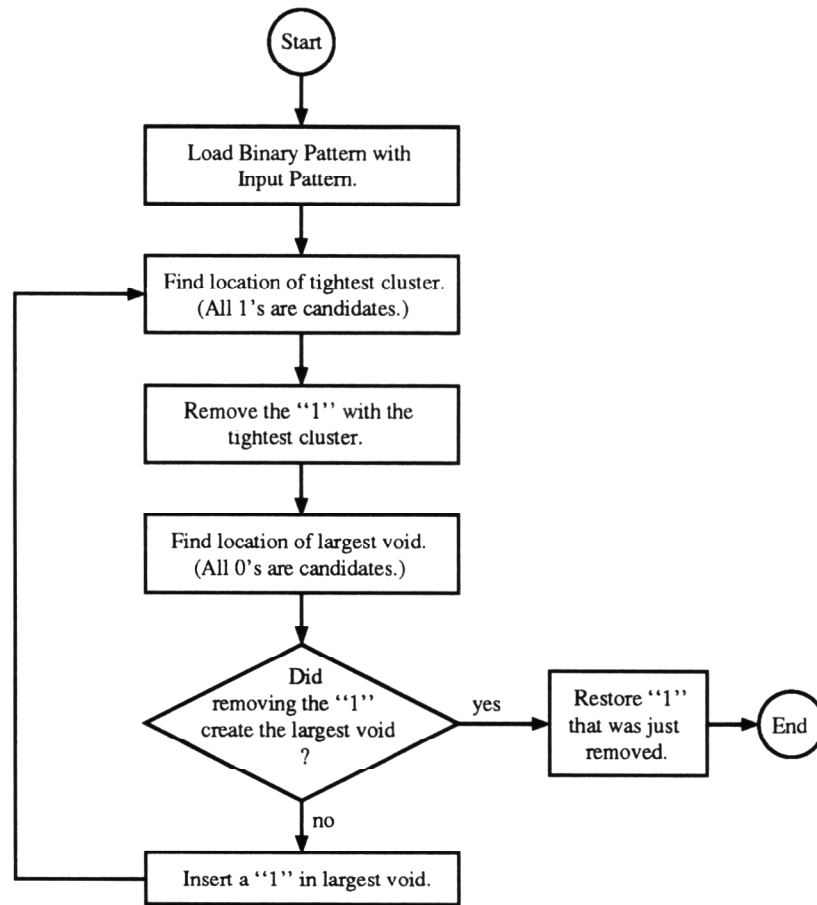 Start
Load Binary Pattern with
Input Pattern.
Find location of tightest cluster.
(All 1's are candidates.)
Remove the “1” with the
tightest cluster.
Find location of largest void.
(All 0's are candidates.)
Did
removing the “1”
create the largest void
?
yes
Restore “1”
that was just
removed.
End
no
Insert a “1” in largest void.